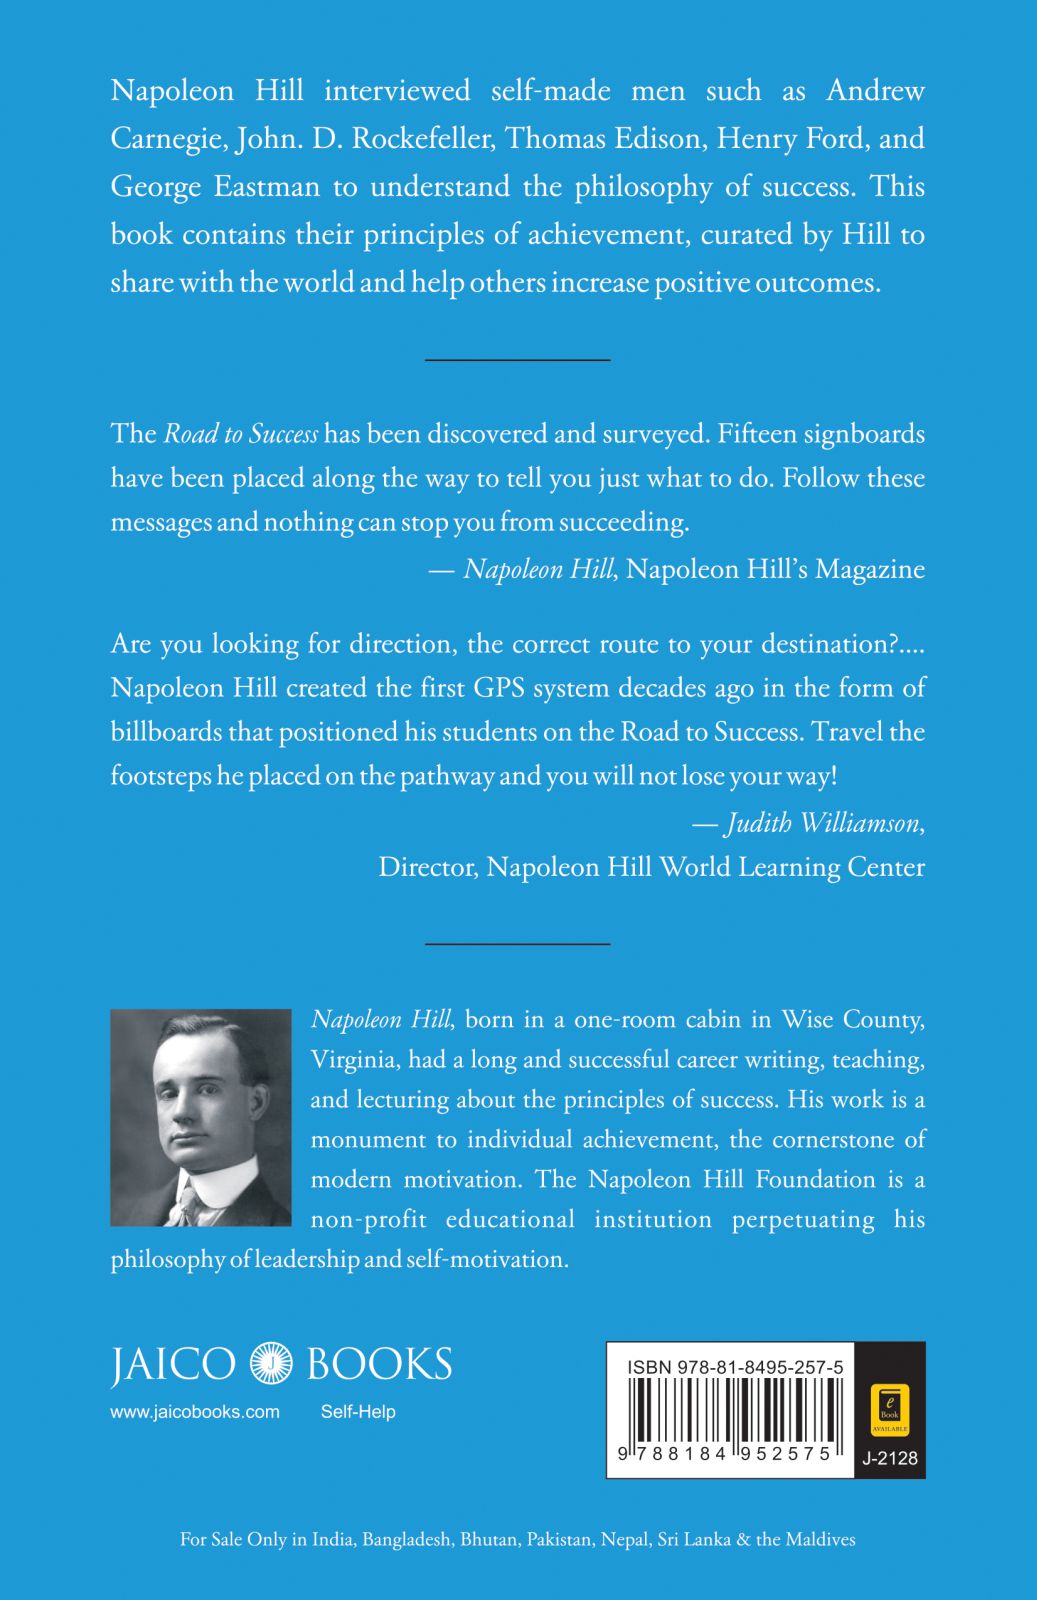 Napoleon Hill interviewed self-made men such as Andrew
Carnegie, John. D. Rockefeller, Thomas Edison, Henry Ford, and
George Eastman to understand the philosophy of success. This
book contains their principles of achievement, curated by Hill to
share with the world and help others increase positive outcomes.
The Road to Success has been discovered and surveyed. Fifteen signboards
have been placed along the way to tell you just what to do. Follow these
messages and nothing can stop you from succeeding.
— Napoleon Hill, Napoleon Hill’s Magazine
Are you looking for direction, the correct route to your destination?....
Napoleon Hill created the first GPS system decades ago in the form of
billboards that positioned his students on the Road to Success. Travel the
footsteps he placed on the pathway and you will not lose your way!
— Judith Williamson,
Director, Napoleon Hill World Learning Center
Napoleon Hill, born in a one-room cabin in Wise County,
Virginia, had a long and successful career writing, teaching,
and lecturing about the principles of success. His work is a
monument to individual achievement, the cornerstone of
modern motivation. The Napoleon Hill Foundation is a
non-profit educational institution perpetuating his
philosophy of leadership and self-motivation.
JAICO J BOOKS
www.jaicobooks.com Self-Help
ISBN 978-81-8495-257-5
9 788184 952575
e
Book
AVAILABLE
J-2128
For Sale Only in India, Bangladesh, Bhutan, Pakistan, Nepal, Sri Lanka & the Maldives